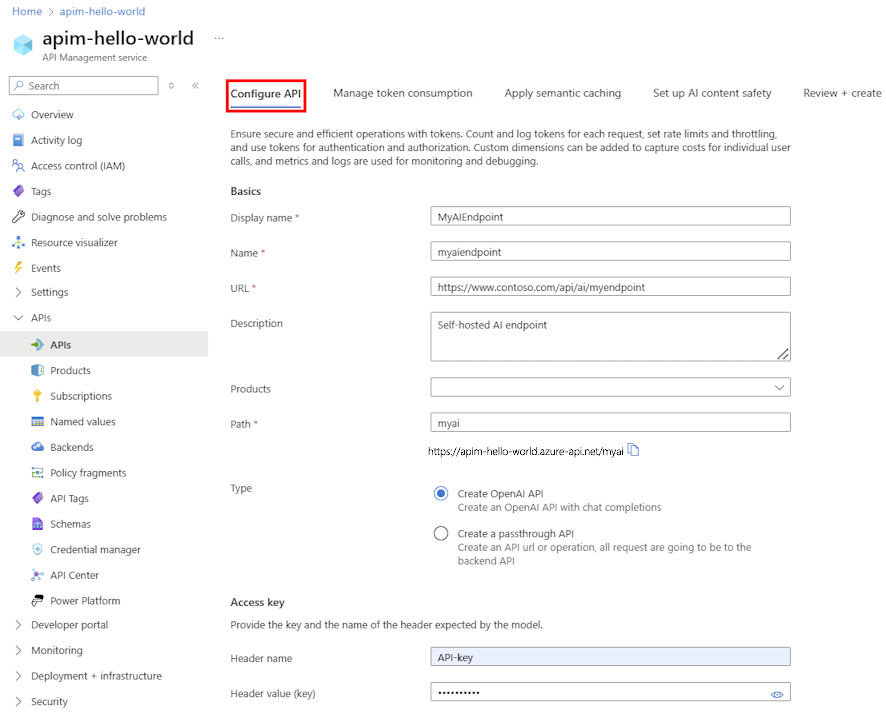 Home > apim-hello-world
apim-hello-world ...
API Management service
Search
Overview
Activity log
Access control (IAM)
Tags
Diagnose and solve problems
Resource visualizer
Events
Settings
APIs
APIs
Products
Subscriptions
Named values
Backends
Policy fragments
API Tags
Schemas
Credential manager
API Center
Power Platform
Developer portal
Monitoring
Deployment + infrastructure
Security
Configure API
Manage token consumption
Apply semantic caching
Set up AI content safety
Review + create
Ensure secure and efficient operations with tokens. Count and log tokens for each request, set rate limits and throttling,
and use tokens for authentication and authorization. Custom dimensions can be added to capture costs for individual user
calls, and metrics and logs are used for monitoring and debugging.
Basics
Display name *
MyAIEndpoint
Name *
myaiendpoint
URL *
https://www.contoso.com/api/ai/myendpoint
Description
Self-hosted AI endpoint
Products
Path *
myai
https://apim-hello-world.azure-api.net/myai
Type
Create OpenAI API
Create an OpenAI API with chat completions
Create a passthrough API
Create an API url or operation, all request are going to be to the
backend API
Access key
Provide the key and the name of the header expected by the model.
Header name
API-key
Header value (key)
••••••••••